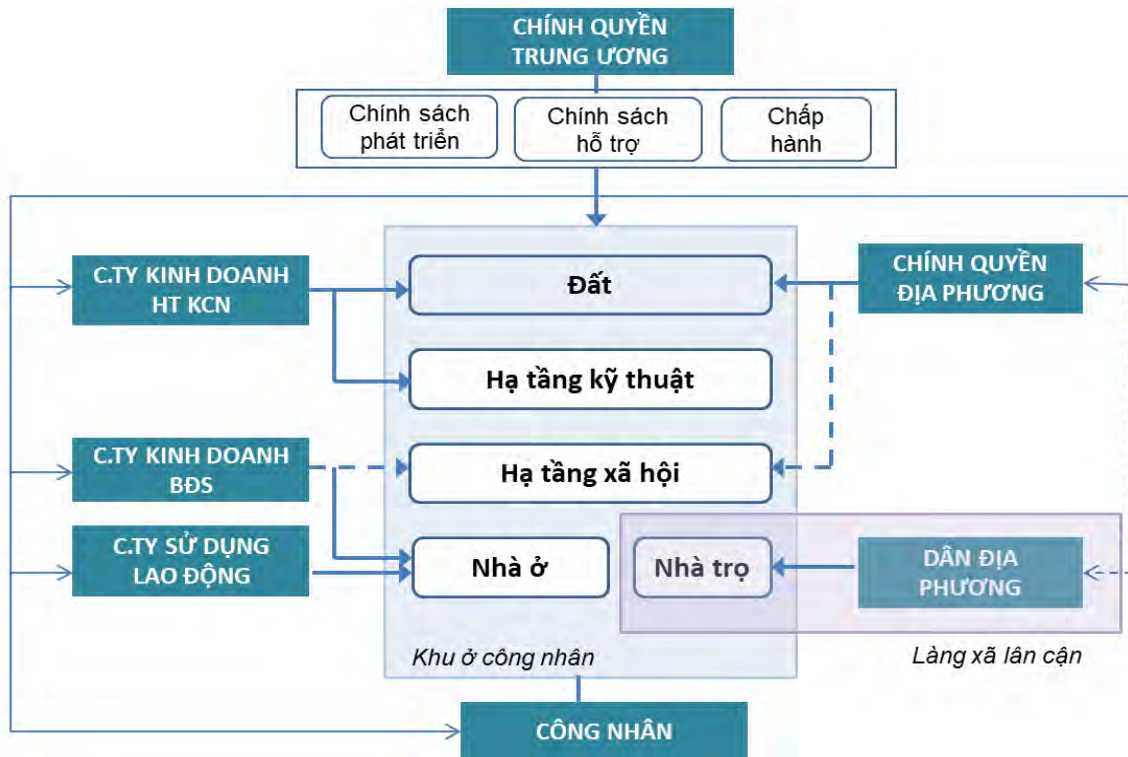 CHÍNH QUYỀN
TRUNG ƯƠNG
Chính sách
phát triển
Chính sách
hỗ trợ
Chấp
hành
C.TY KINH DOANH
HT KCN
Đất
CHÍNH QUYỀN
ĐỊA PHƯƠNG
Hạ tầng kỹ thuật
C.TY KINH DOANH
BĐS
Hạ tầng xã hội
C.TY SỬ DỤNG
LAO ĐỘNG
Nhà ở
Nhà trọ
DÂN ĐỊA
PHƯƠNG
Khu ở công nhân
Làng xã lân cận
CÔNG NHÂN